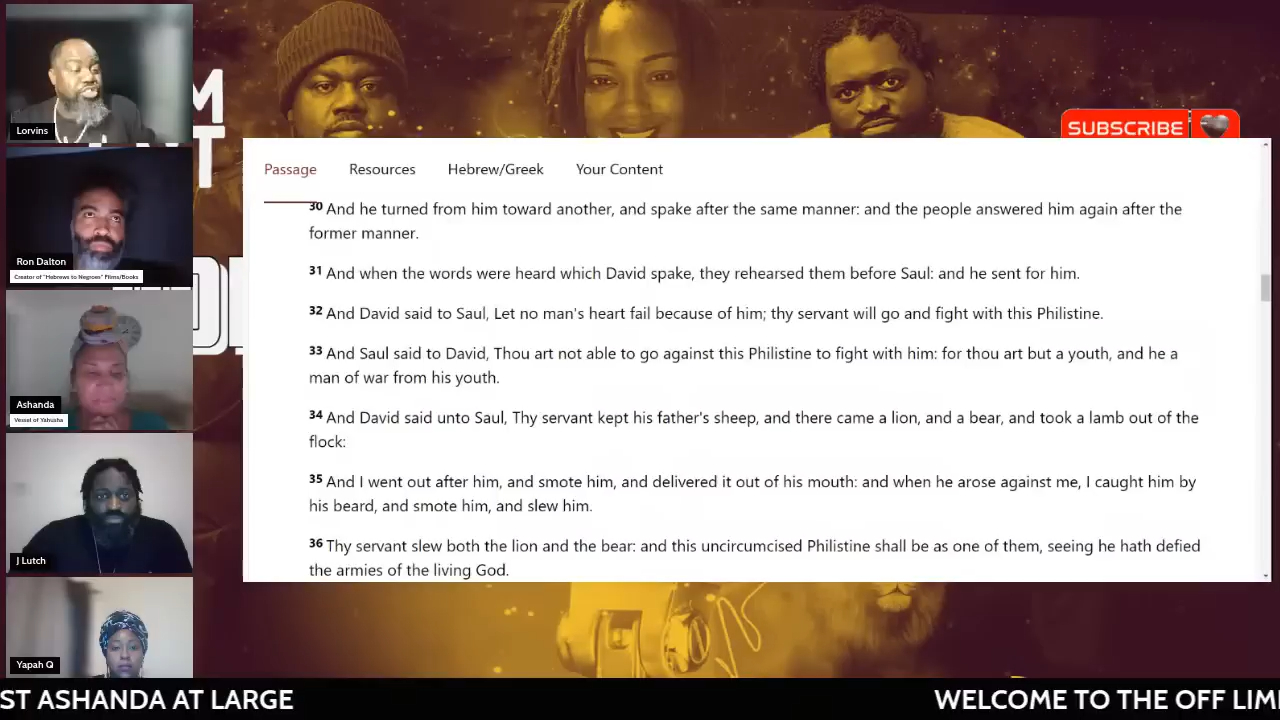 M
T
SUBSCRIBE
Lorvins
Ron Dalton
Creator of "Hebrews to Negroes" Films/Books
Ashanda
Vessel of Yahusha
J Lutch
Yapah Q
Passage Resources Hebrew/Greek Your Content
30 And he turned from him toward another, and spake after the same manner: and the people answered him again after the
former manner.
31 And when the words were heard which David spake, they rehearsed them before Saul: and he sent for him.
32 And David said to Saul, Let no man's heart fail because of him; thy servant will go and fight with this Philistine.
33 And Saul said to David, Thou art not able to go against this Philistine to fight with him: for thou art but a youth, and he a
man of war from his youth.
34 And David said unto Saul, Thy servant kept his father's sheep, and there came a lion, and a bear, and took a lamb out of the
flock:
35 And I went out after him, and smote him, and delivered it out of his mouth: and when he arose against me, I caught him by
his beard, and smote him, and slew him.
36 Thy servant slew both the lion and the bear: and this uncircumcised Philistine shall be as one of them, seeing he hath defied
the armies of the living God.
ST ASHANDA AT LARGE WELCOME TO THE OFF LIM